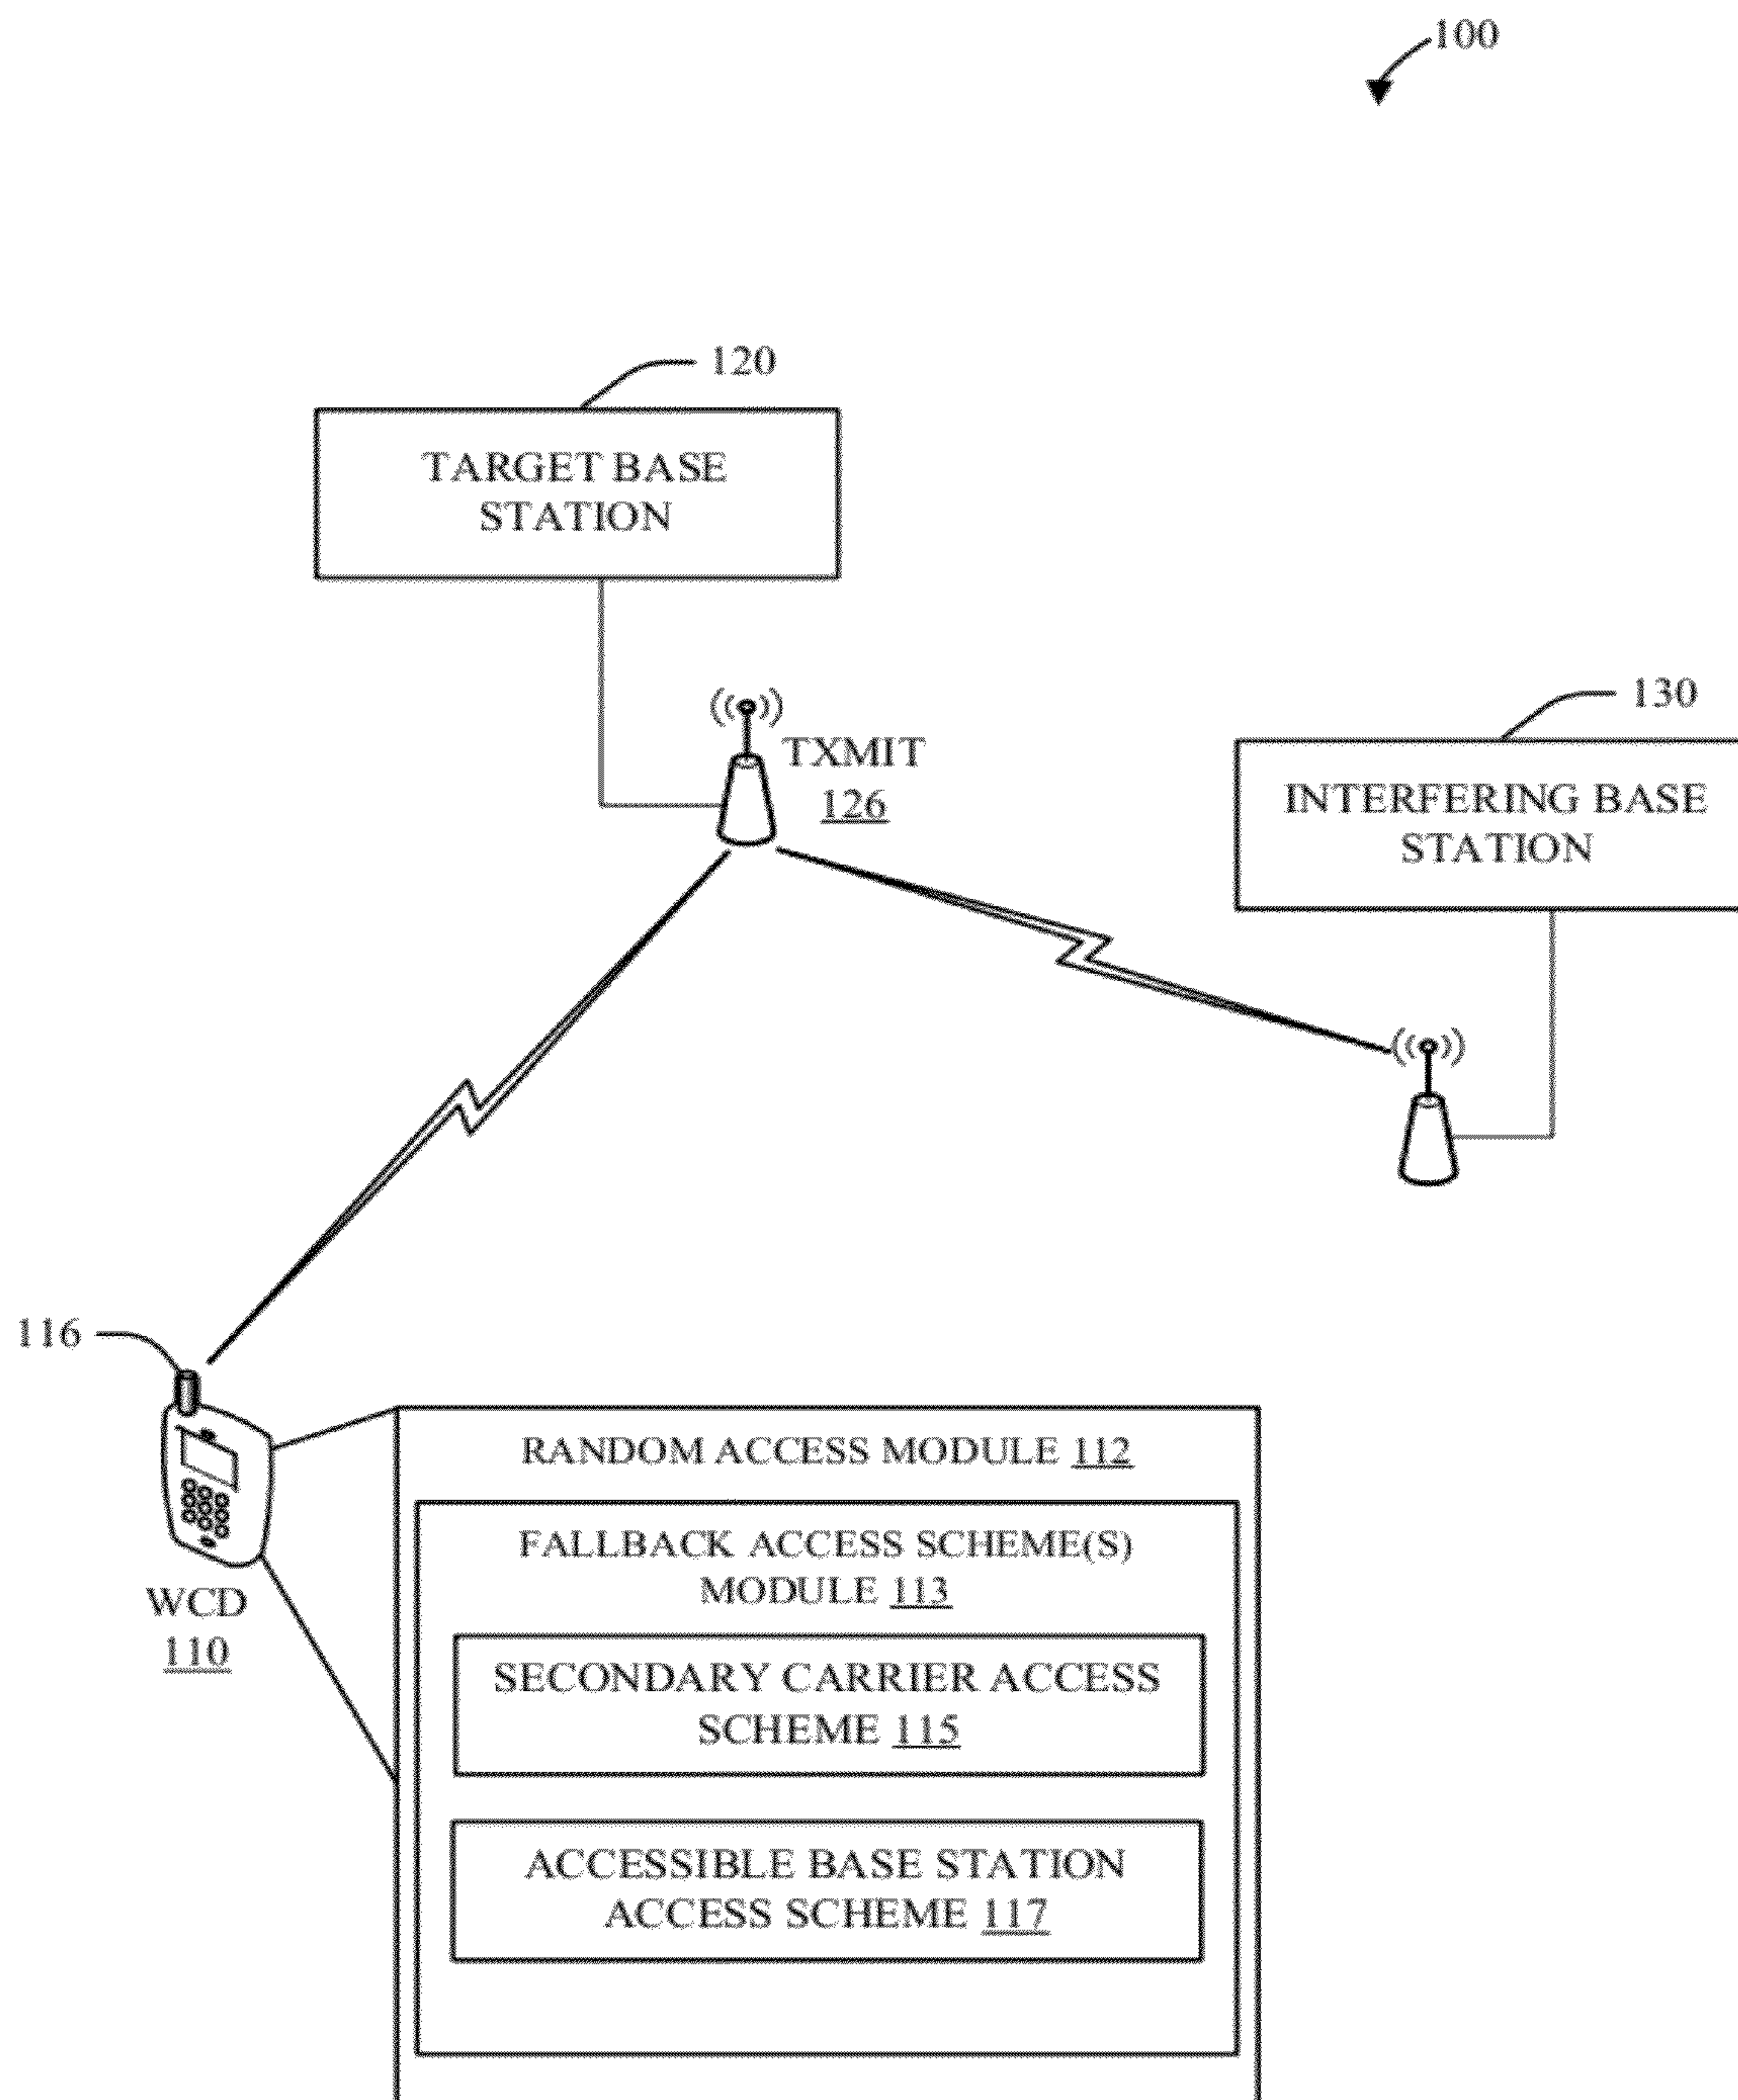 100
120
TARGET BASE
STATION
TXMIT
126
130
INTERFERING BASE
STATION
116
WCD
110
RANDOM ACCESS MODULE 112
FALLBACK ACCESS SCHEME(S)
MODULE 113
SECONDARY CARRIER ACCESS
SCHEME 115
ACCESSIBLE BASE STATION
ACCESS SCHEME 117